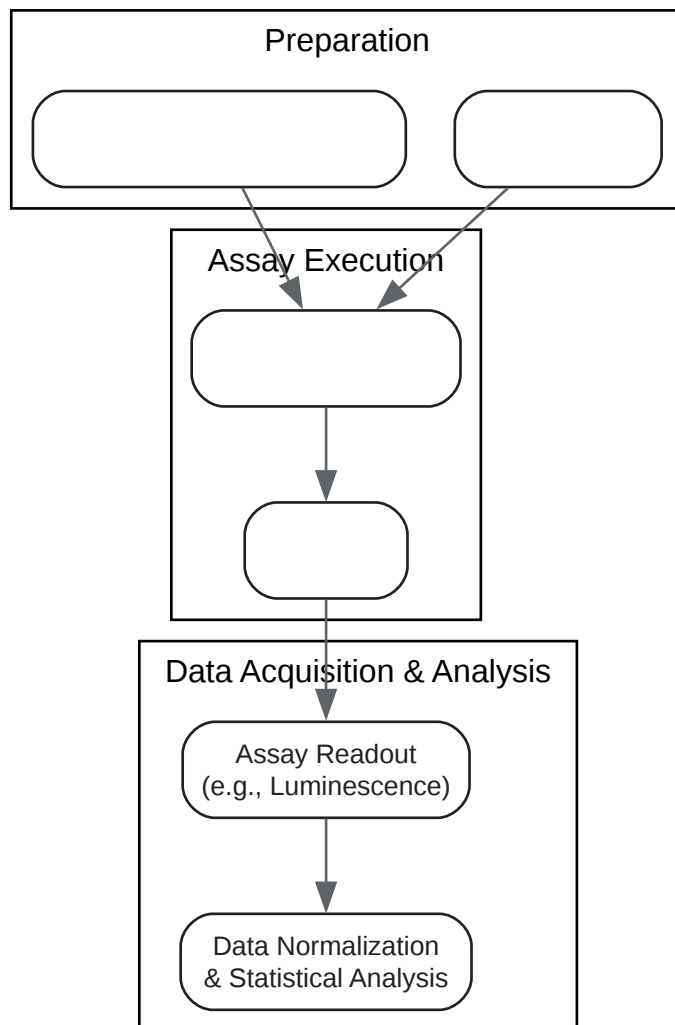 Preparation
Assay Execution
Data Acquisition & Analysis
Assay Readout
(e.g., Luminescence)
Data Normalization
& Statistical Analysis